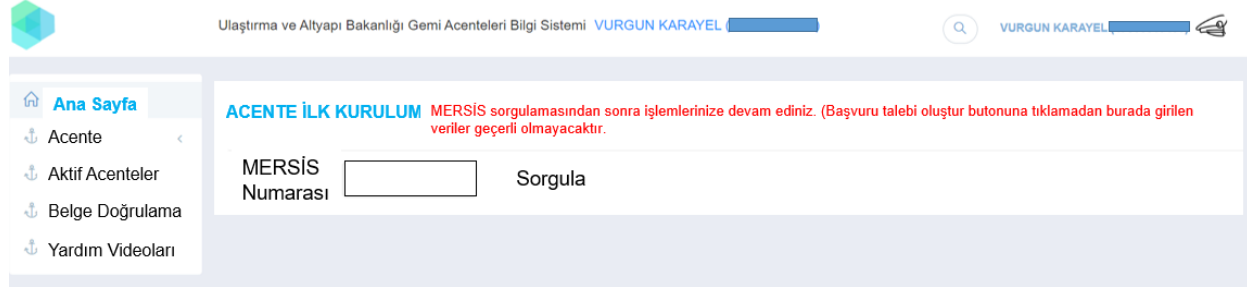 Ulaştırma ve Altyapı Bakanlığı Gemi Acenteleri Bilgi Sistemi VURGUN KARAYEL ( )
VURGUN KARAYEL( )
Ana Sayfa
Acente
Aktif Acenteler
Belge Doğrulama
Yardım Videoları
ACENTE İLK KURULUM MERSİS sorgulamasından sonra işlemlerinize devam ediniz. (Başvuru talebi oluştur butonuna tıklamadan burada girilen
veriler geçerli olmayacaktır.
MERSİS
Numarası
Sorgula